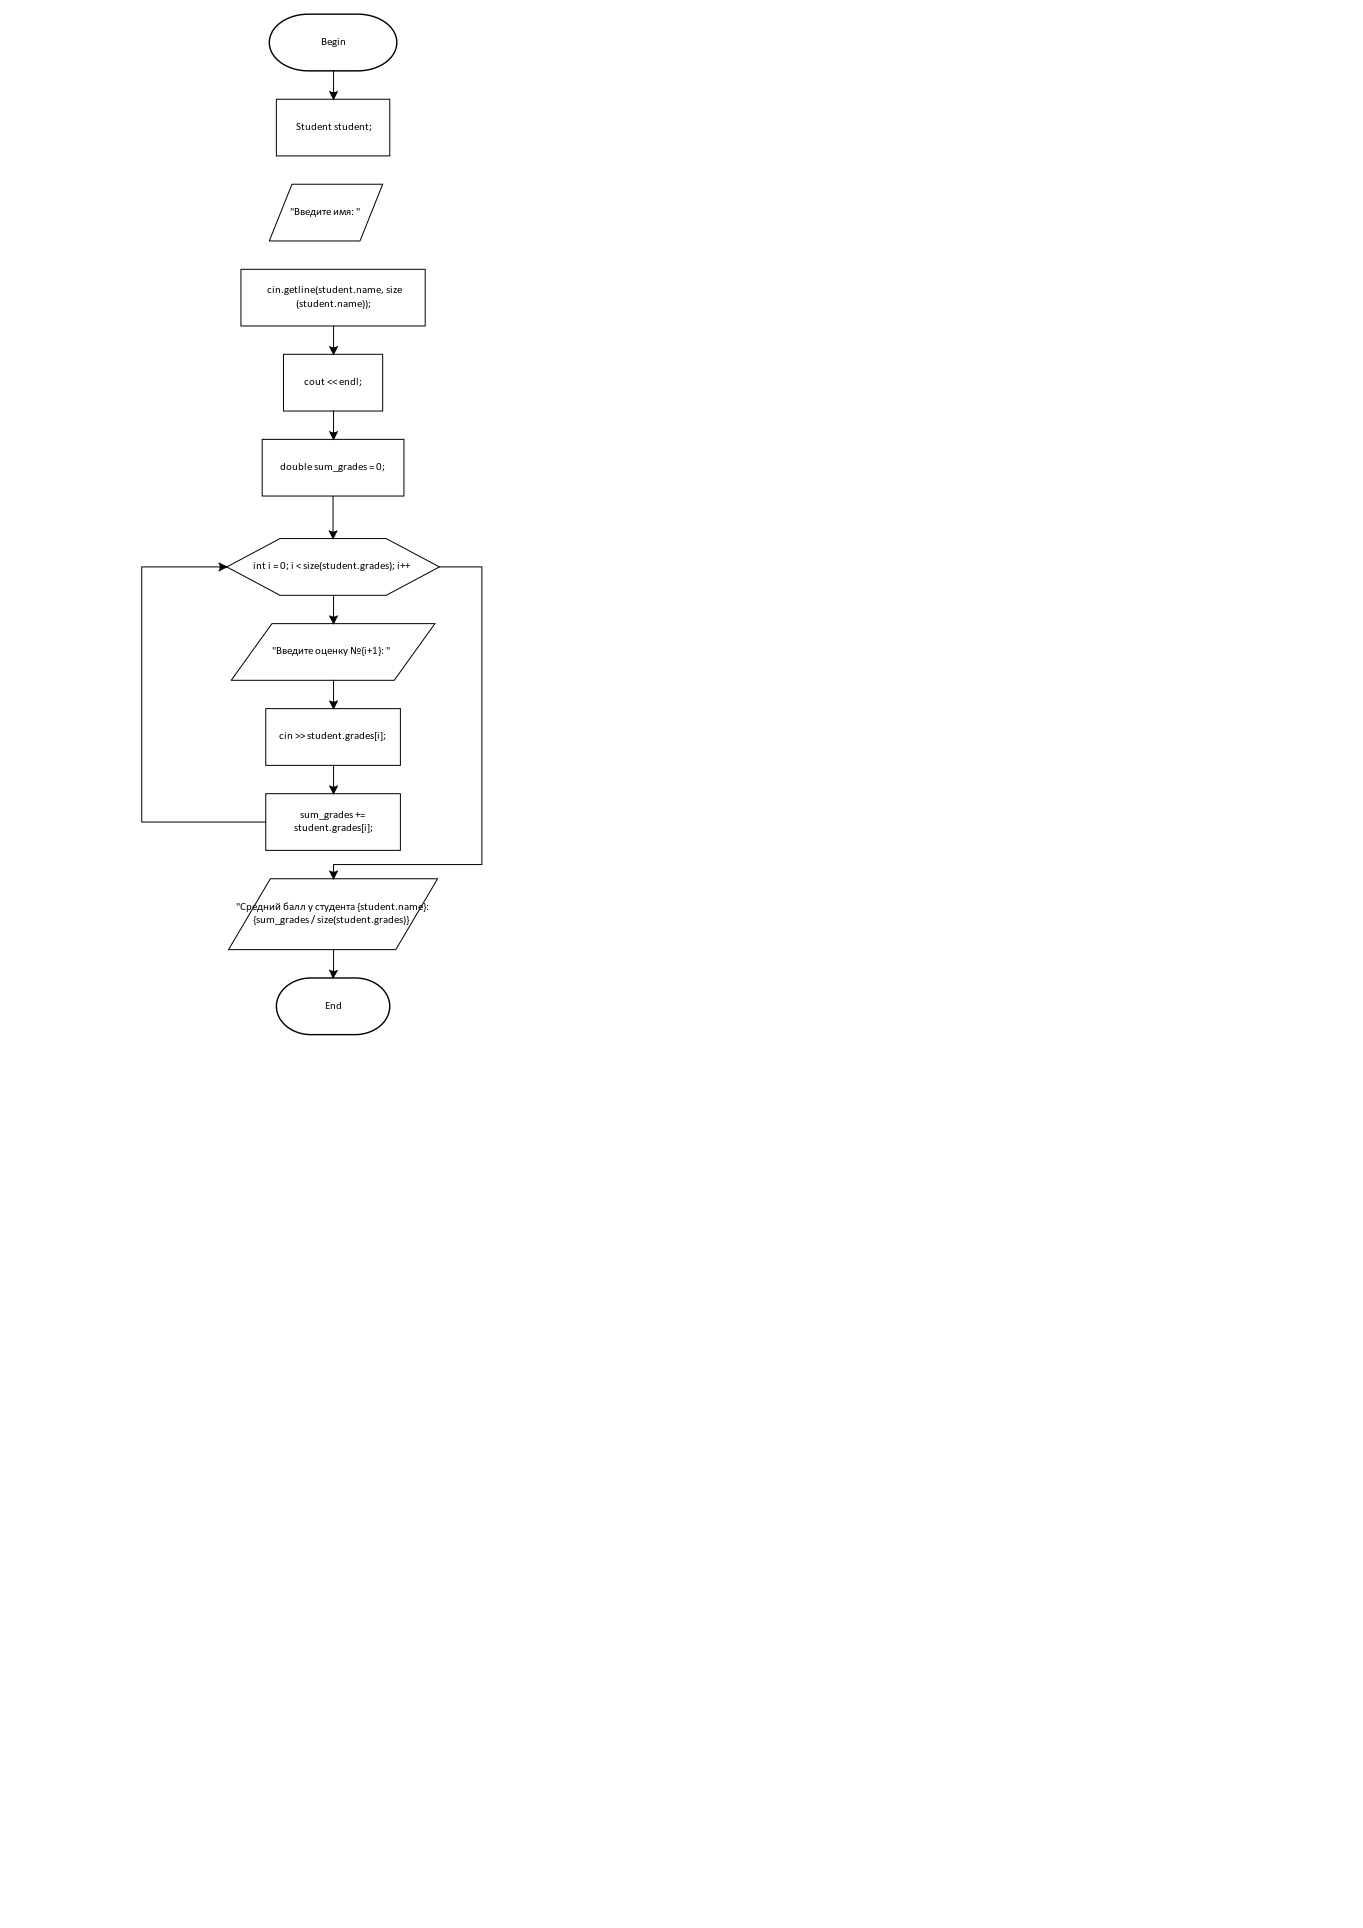 Begin
Student student;
"Введите имя: "
cin.getline(student.name, size
(student.name));
cout << endl;
double sum_grades = 0;
int i = 0; i < size(student.grades); i++
"Введите оценку №{i+1}: "
cin >> student.grades[i];
sum_grades +=
student.grades[i];
"Средний балл у студента {student.name}:
{sum_grades / size(student.grades)}
End